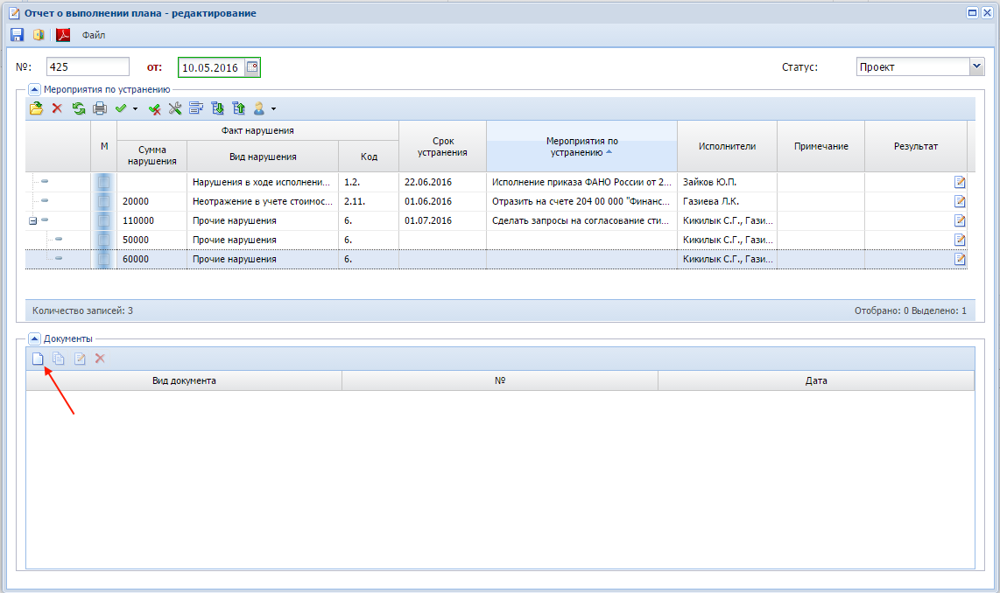 Отчет о выполнении плана - редактирование
Файл
№: 425 от: 10.05.2016 Статус: Проект
Мероприятия по устранению
М Факт нарушения Срок устранения Мероприятия по устранению Исполнители Примечание Результат
Сумма нарушения Вид нарушения Код
Нарушения в ходе исполнени... 1.2. 22.06.2016 Исполнение приказа ФАНО России от 2... Зайков Ю.П.
20000 Неотражение в учете стоимос... 2.11. 01.06.2016 Отразить на счете 204 00 000 "Финанс... Газиева Л.К.
110000 Прочие нарушения 6. 01.07.2016 Сделать запросы на согласование сти... Кикилык С.Г., Гази...
50000 Прочие нарушения 6. Кикилык С.Г., Гази...
60000 Прочие нарушения 6. Кикилык С.Г., Гази...
Количество записей: 3 Отобрано: 0 Выделено: 1
Документы
Вид документа № Дата